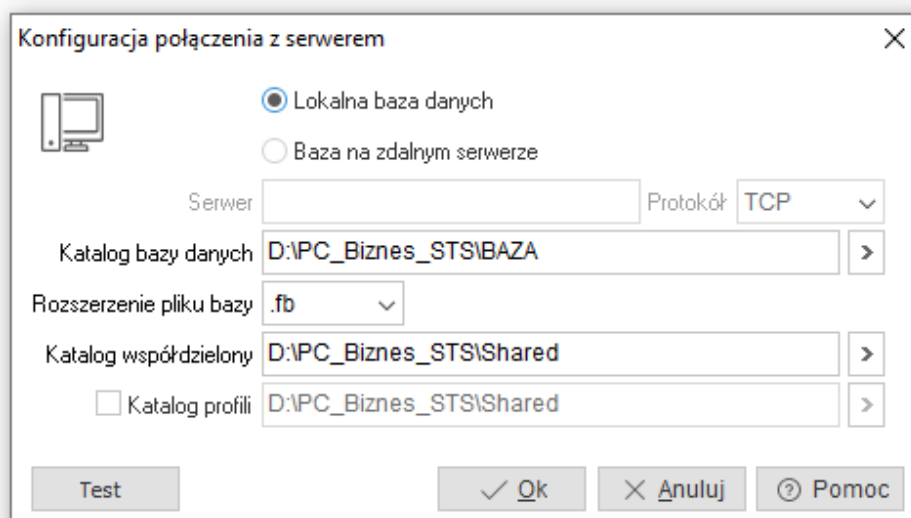 Konfiguracja połączenia z serwerem
Lokalna baza danych
Baza na zdalnym serwerze
Serwer Protokół TCP
Katalog bazy danych D:\PC_Biznes_STS\BAZA >
Rozszerzenie pliku bazy .fb
Katalog współdzielony D:\PC_Biznes_STS\Shared >
Katalog profili D:\PC_Biznes_STS\Shared >
Test Ok Anuluj Pomoc